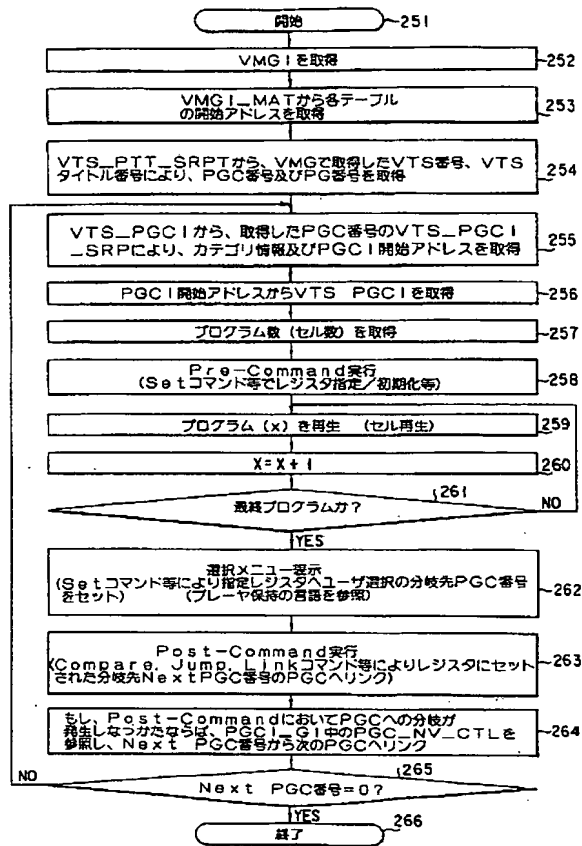 開始
251
VMGIを取得
252
VMGI_MATから各テーブル
の開始アドレスを取得
253
VTS_PTT_SRPTから、VMGで取得したVTS番号、VTS
タイトル番号により、PGC番号及びPG番号を取得
254
VTS_PGCIから、取得したPGC番号のVTS_PGCI
_SRPにより、カテゴリ情報及びPGCI開始アドレスを取得
255
PGCI開始アドレスからVTS PGCIを取得
256
プログラム数(セル数)を取得
257
Pre-Command実行
(Setコマンド等でレジスタ指定/初期化等)
258
プログラム(x)を再生 (セル再生)
259
X=X+1
260
261
最終プログラムか?
NO
YES
選択メニュー表示
(Setコマンド等により指定レジスタへユーザ選択の分岐先PGC番号
をセット) (プレーヤ保持の言語を参照)
262
Post-Command実行
(Compare, Jump, Linkコマンド等によりレジスタにセット
された分岐先NextPGC番号のPGCへリンク)
263
もし、Post-CommandにおいてPGCへの分岐が
発生しなつかたならば、PGCI_GI中のPGC_NV_CTLを
参照し、Next PGC番号から次のPGCへリンク
264
265
NO
Next PGC番号=0?
YES
終了
266